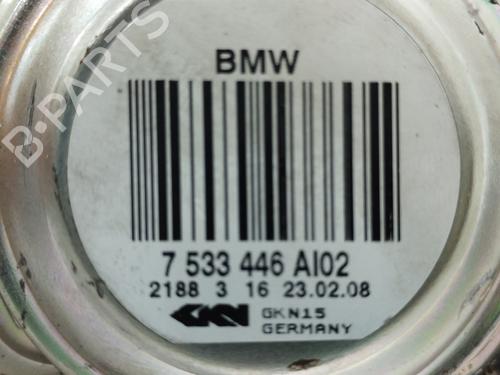 BMW
B-PARTS
7 533 446 AI02
2188 3 16 23.02.08
GKN GKN15
GERMANY